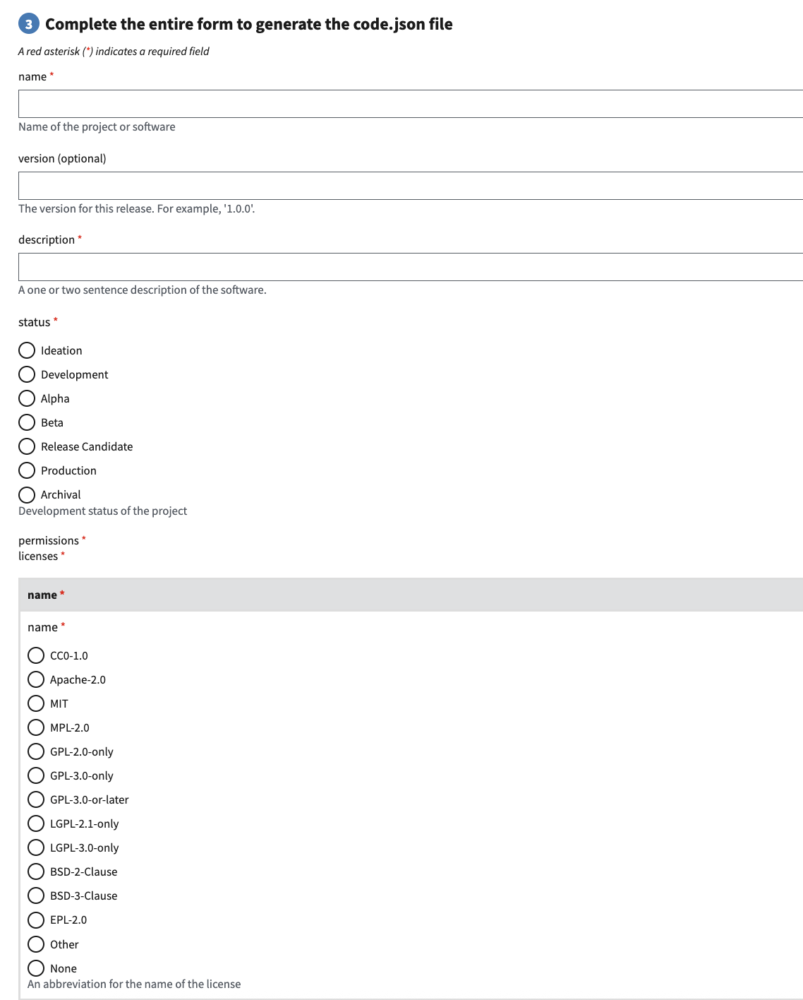 3 Complete the entire form to generate the code.json file
A red asterisk (*) indicates a required field
name *
Name of the project or software
version (optional)
The version for this release. For example, '1.0.0'.
description *
A one or two sentence description of the software.
status *
Ideation
Development
Alpha
Beta
Release Candidate
Production
Archival
Development status of the project
permissions *
licenses *
name *
name *
CC0-1.0
Apache-2.0
MIT
MPL-2.0
GPL-2.0-only
GPL-3.0-only
GPL-3.0-or-later
LGPL-2.1-only
LGPL-3.0-only
BSD-2-Clause
BSD-3-Clause
EPL-2.0
Other
None
An abbreviation for the name of the license